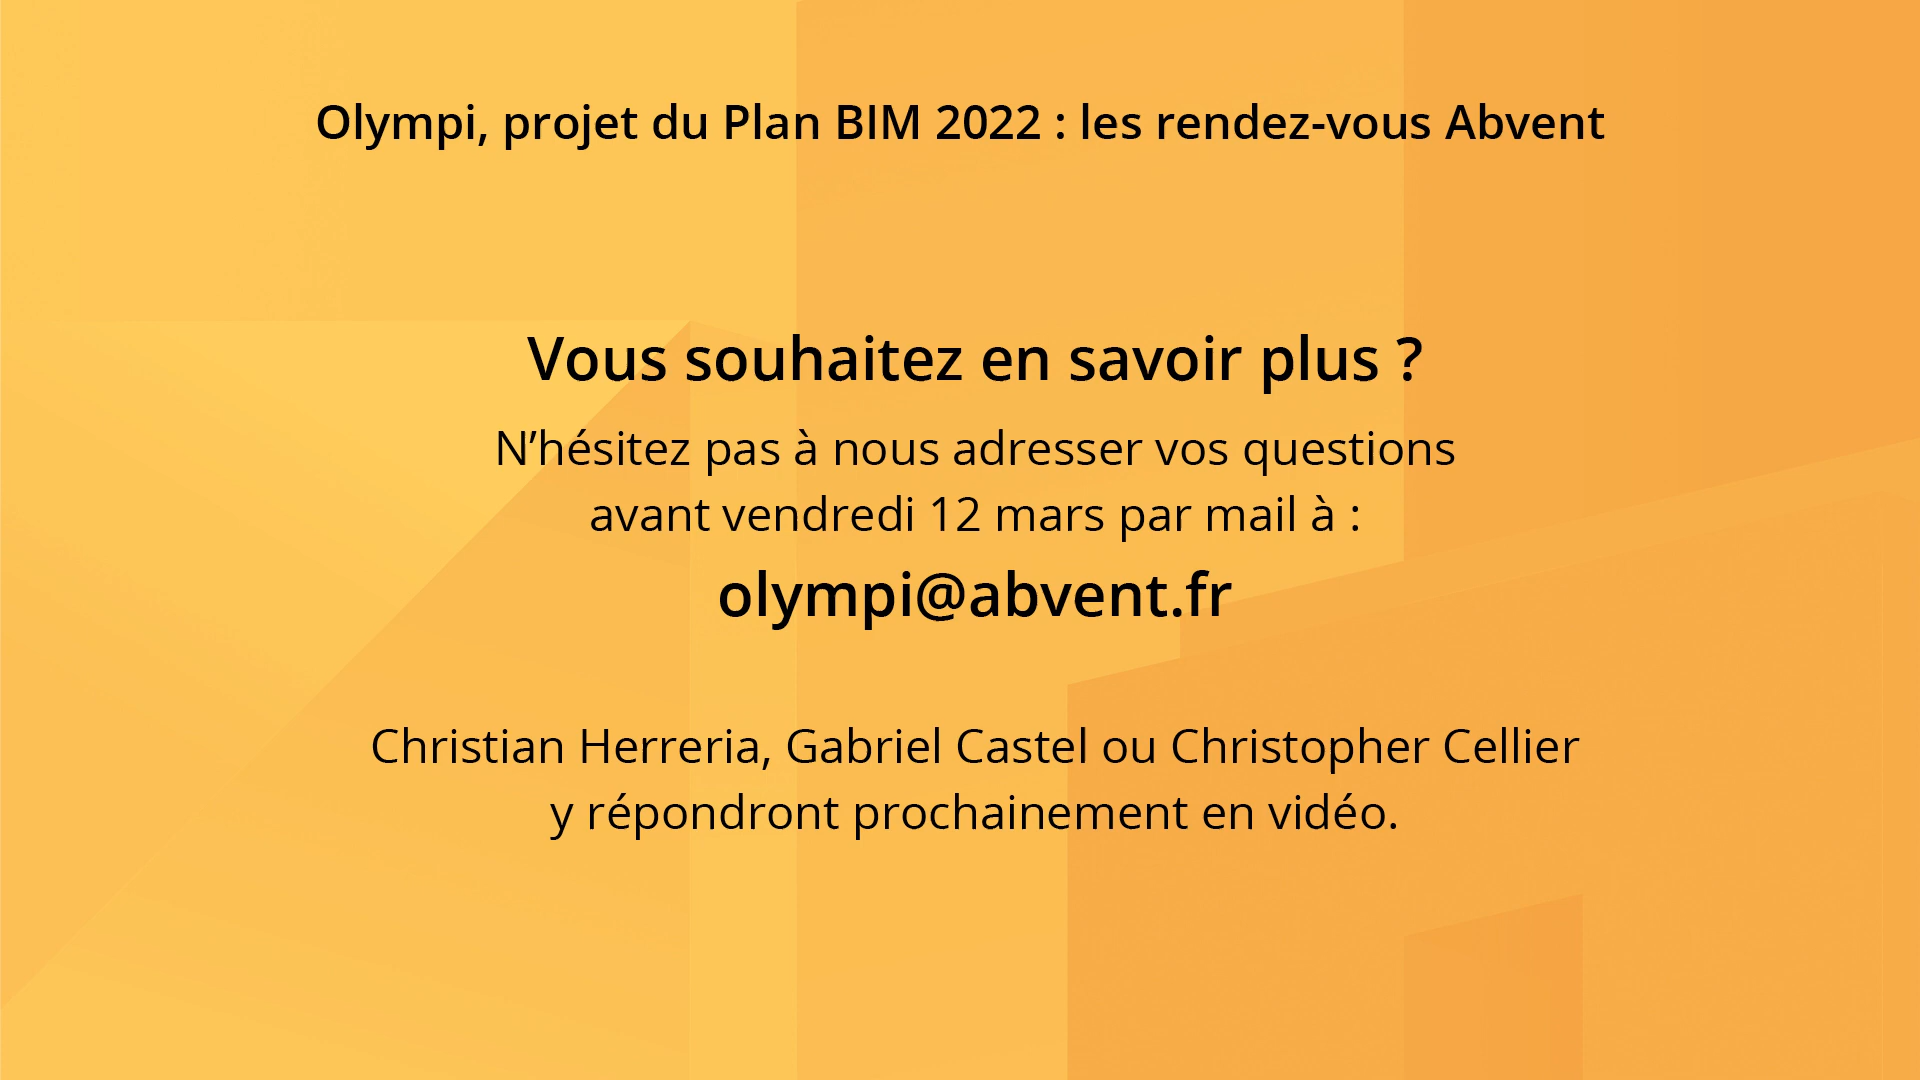 Olympi, projet du Plan BIM 2022 : les rendez-vous Abvent
Vous souhaitez en savoir plus ?
N’hésitez pas à nous adresser vos questions
avant vendredi 12 mars par mail à :
olympi@abvent.fr
Christian Herreria, Gabriel Castel ou Christopher Cellier
y répondront prochainement en vidéo.